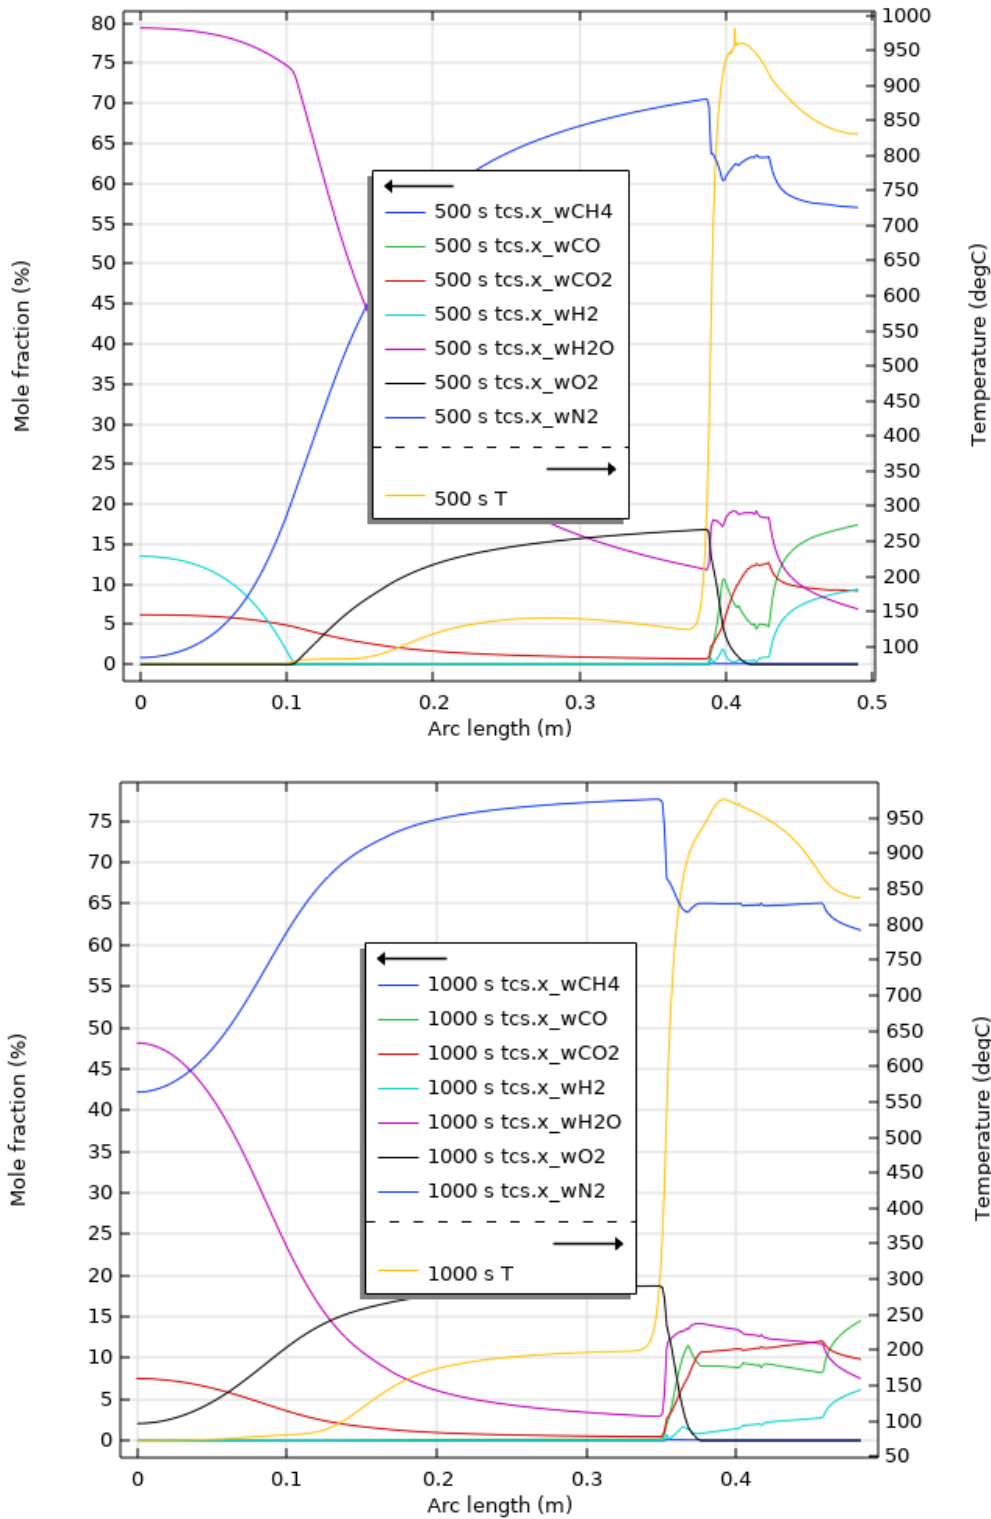 80
75
70
65
60
55
50
45
40
35
30
25
20
15
10
5
0
Mole fraction (%)
500 s tcs.x_wCH4
500 s tcs.x_wCO
500 s tcs.x_wCO2
500 s tcs.x_wH2
500 s tcs.x_wH2O
500 s tcs.x_wO2
500 s tcs.x_wN2
500 s T
1000
950
900
850
800
750
700
650
600
550
500
450
400
350
300
250
200
150
100
Temperature (degC)
0 0.1 0.2 0.3 0.4 0.5
Arc length (m)
75
70
65
60
55
50
45
40
35
30
25
20
15
10
5
0
Mole fraction (%)
1000 s tcs.x_wCH4
1000 s tcs.x_wCO
1000 s tcs.x_wCO2
1000 s tcs.x_wH2
1000 s tcs.x_wH2O
1000 s tcs.x_wO2
1000 s tcs.x_wN2
1000 s T
950
900
850
800
750
700
650
600
550
500
450
400
350
300
250
200
150
100
50
Temperature (degC)
0 0.1 0.2 0.3 0.4
Arc length (m)